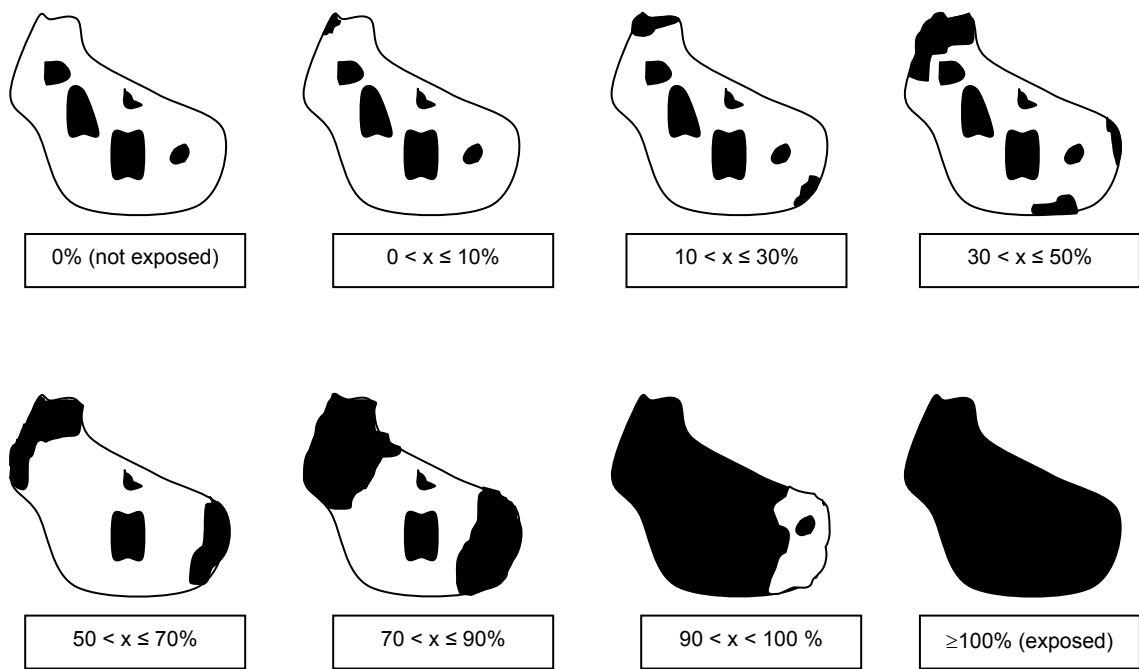 0% (not exposed)
0 < x ≤ 10%
10 < x ≤ 30%
30 < x ≤ 50%
50 < x ≤ 70%
70 < x ≤ 90%
90 < x < 100 %
≥100% (exposed)